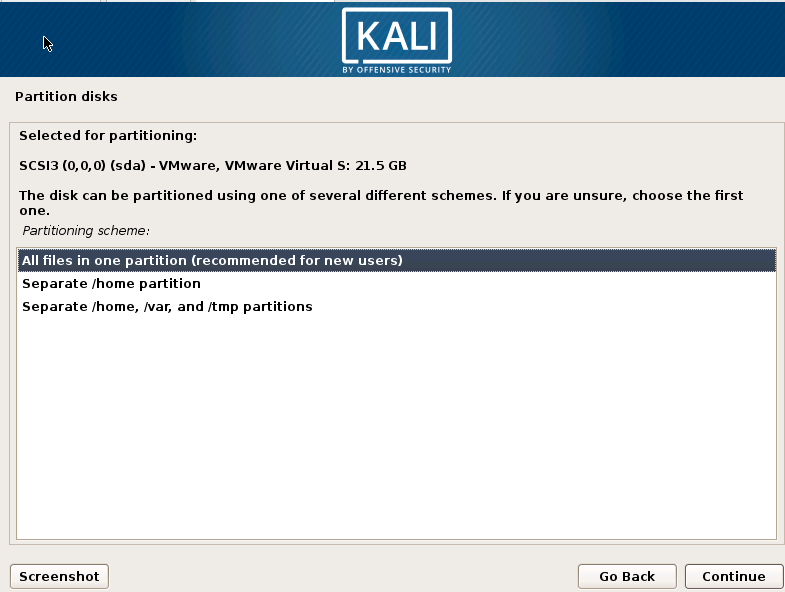 KALI
BY OFFENSIVE SECURITY
Partition disks
Selected for partitioning:
SCSI3 (0,0,0) (sda) - VMware, VMware Virtual S: 21.5 GB
The disk can be partitioned using one of several different schemes. If you are unsure, choose the first
one.
Partitioning scheme:
All files in one partition (recommended for new users)
Separate /home partition
Separate /home, /var, and /tmp partitions
Screenshot Go Back Continue